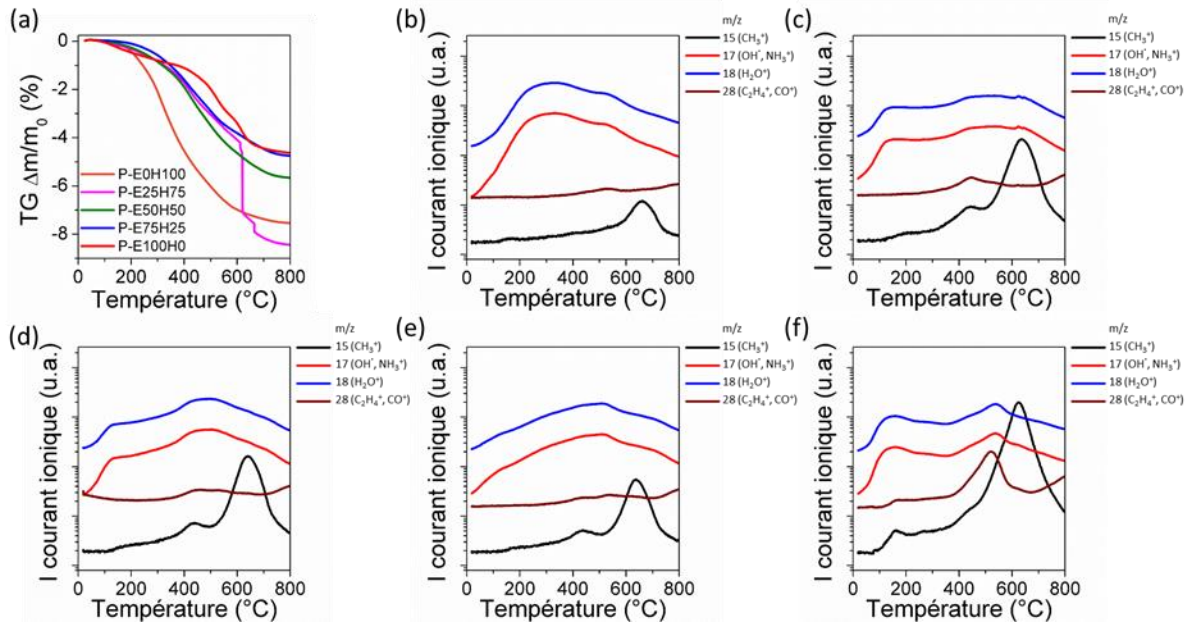 (a)
TG Δm/m₀ (%)
0
-2
-4
-6
-8
P-E0H100
P-E25H75
P-E50H50
P-E75H25
P-E100H0
0 200 400 600 800
Température (°C)
(b)
I courant ionique (u.a.)
0 200 400 600 800
Température (°C)
m/z
15 (CH₃⁺)
17 (OH⁻, NH₃⁺)
18 (H₂O⁺)
28 (C₂H₄⁺, CO⁺)
(c)
I courant ionique (u.a.)
0 200 400 600 800
Température (°C)
m/z
15 (CH₃⁺)
17 (OH⁻, NH₃⁺)
18 (H₂O⁺)
28 (C₂H₄⁺, CO⁺)
(d)
I courant ionique (u.a.)
0 200 400 600 800
Température (°C)
m/z
15 (CH₃⁺)
17 (OH⁻, NH₃⁺)
18 (H₂O⁺)
28 (C₂H₄⁺, CO⁺)
(e)
I courant ionique (u.a.)
0 200 400 600 800
Température (°C)
m/z
15 (CH₃⁺)
17 (OH⁻, NH₃⁺)
18 (H₂O⁺)
28 (C₂H₄⁺, CO⁺)
(f)
I courant ionique (u.a.)
0 200 400 600 800
Température (°C)
m/z
15 (CH₃⁺)
17 (OH⁻, NH₃⁺)
18 (H₂O⁺)
28 (C₂H₄⁺, CO⁺)